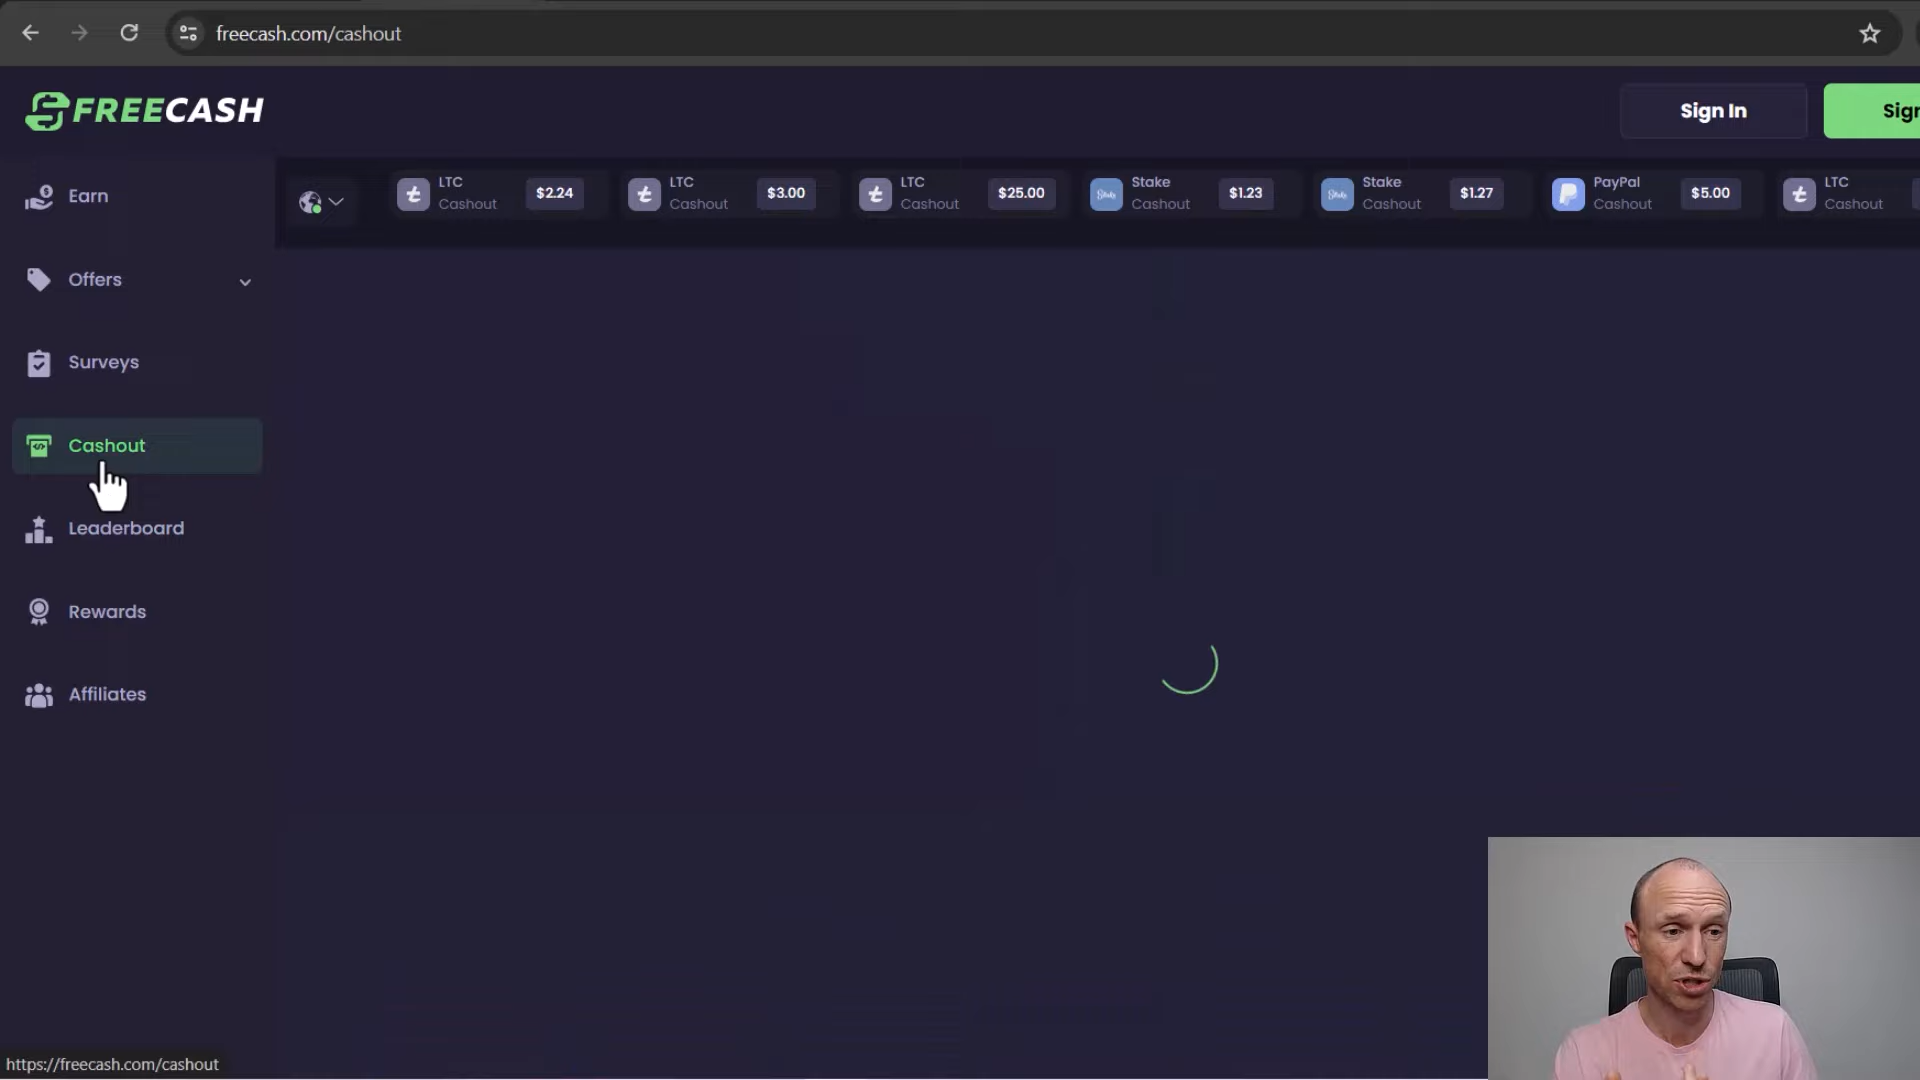 freecash.com/cashout
FREECASH
Sign In
Sign
Earn
Offers
Surveys
Cashout
Leaderboard
Rewards
Affiliates
LTC
Cashout
$2.24
LTC
Cashout
$3.00
LTC
Cashout
$25.00
Stake
Stake
Cashout
$1.23
Stake
Stake
Cashout
$1.27
PayPal
Cashout
$5.00
LTC
Cashout
https://freecash.com/cashout